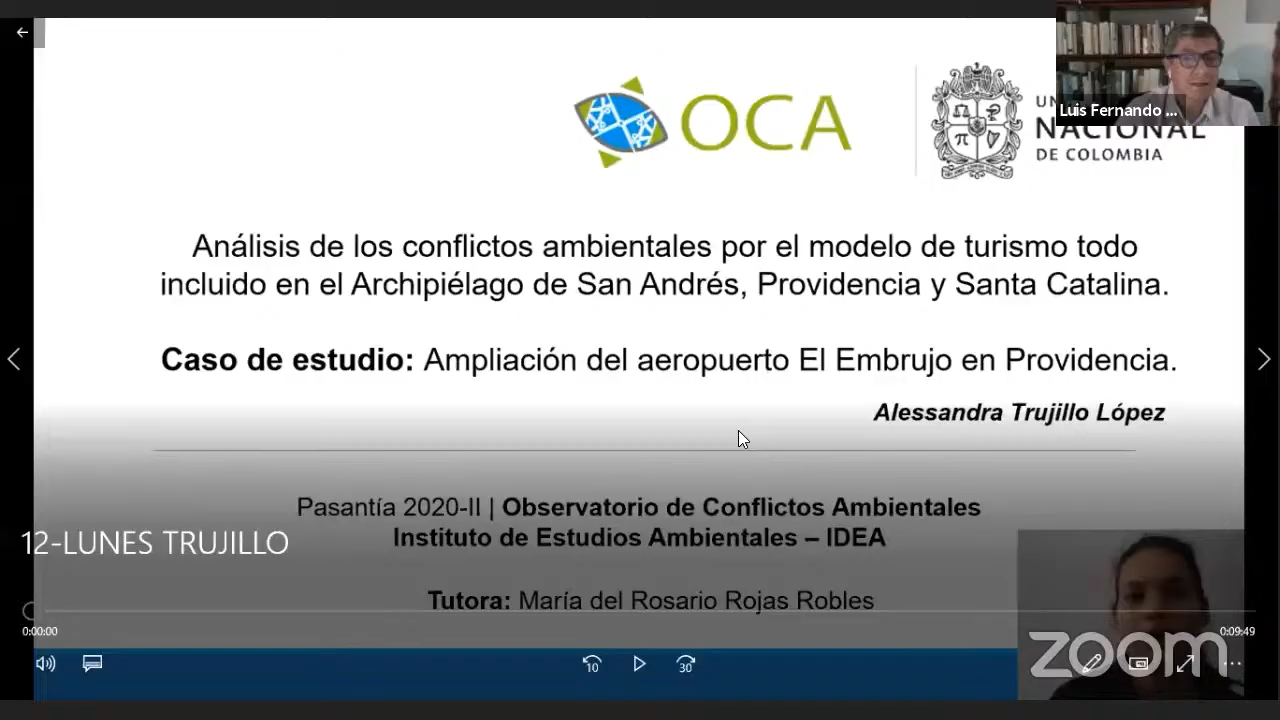 OCA
NACIONAL
DE COLOMBIA
Luis Fernando ...
Análisis de los conflictos ambientales por el modelo de turismo todo
incluido en el Archipiélago de San Andrés, Providencia y Santa Catalina.
Caso de estudio: Ampliación del aeropuerto El Embrujo en Providencia.
Alessandra Trujillo López
Pasantía 2020-II | Observatorio de Conflictos Ambientales
Instituto de Estudios Ambientales – IDEA
12-LUNES TRUJILLO
Tutora: María del Rosario Rojas Robles
0:00:00
0:09:49
10
30
zoom